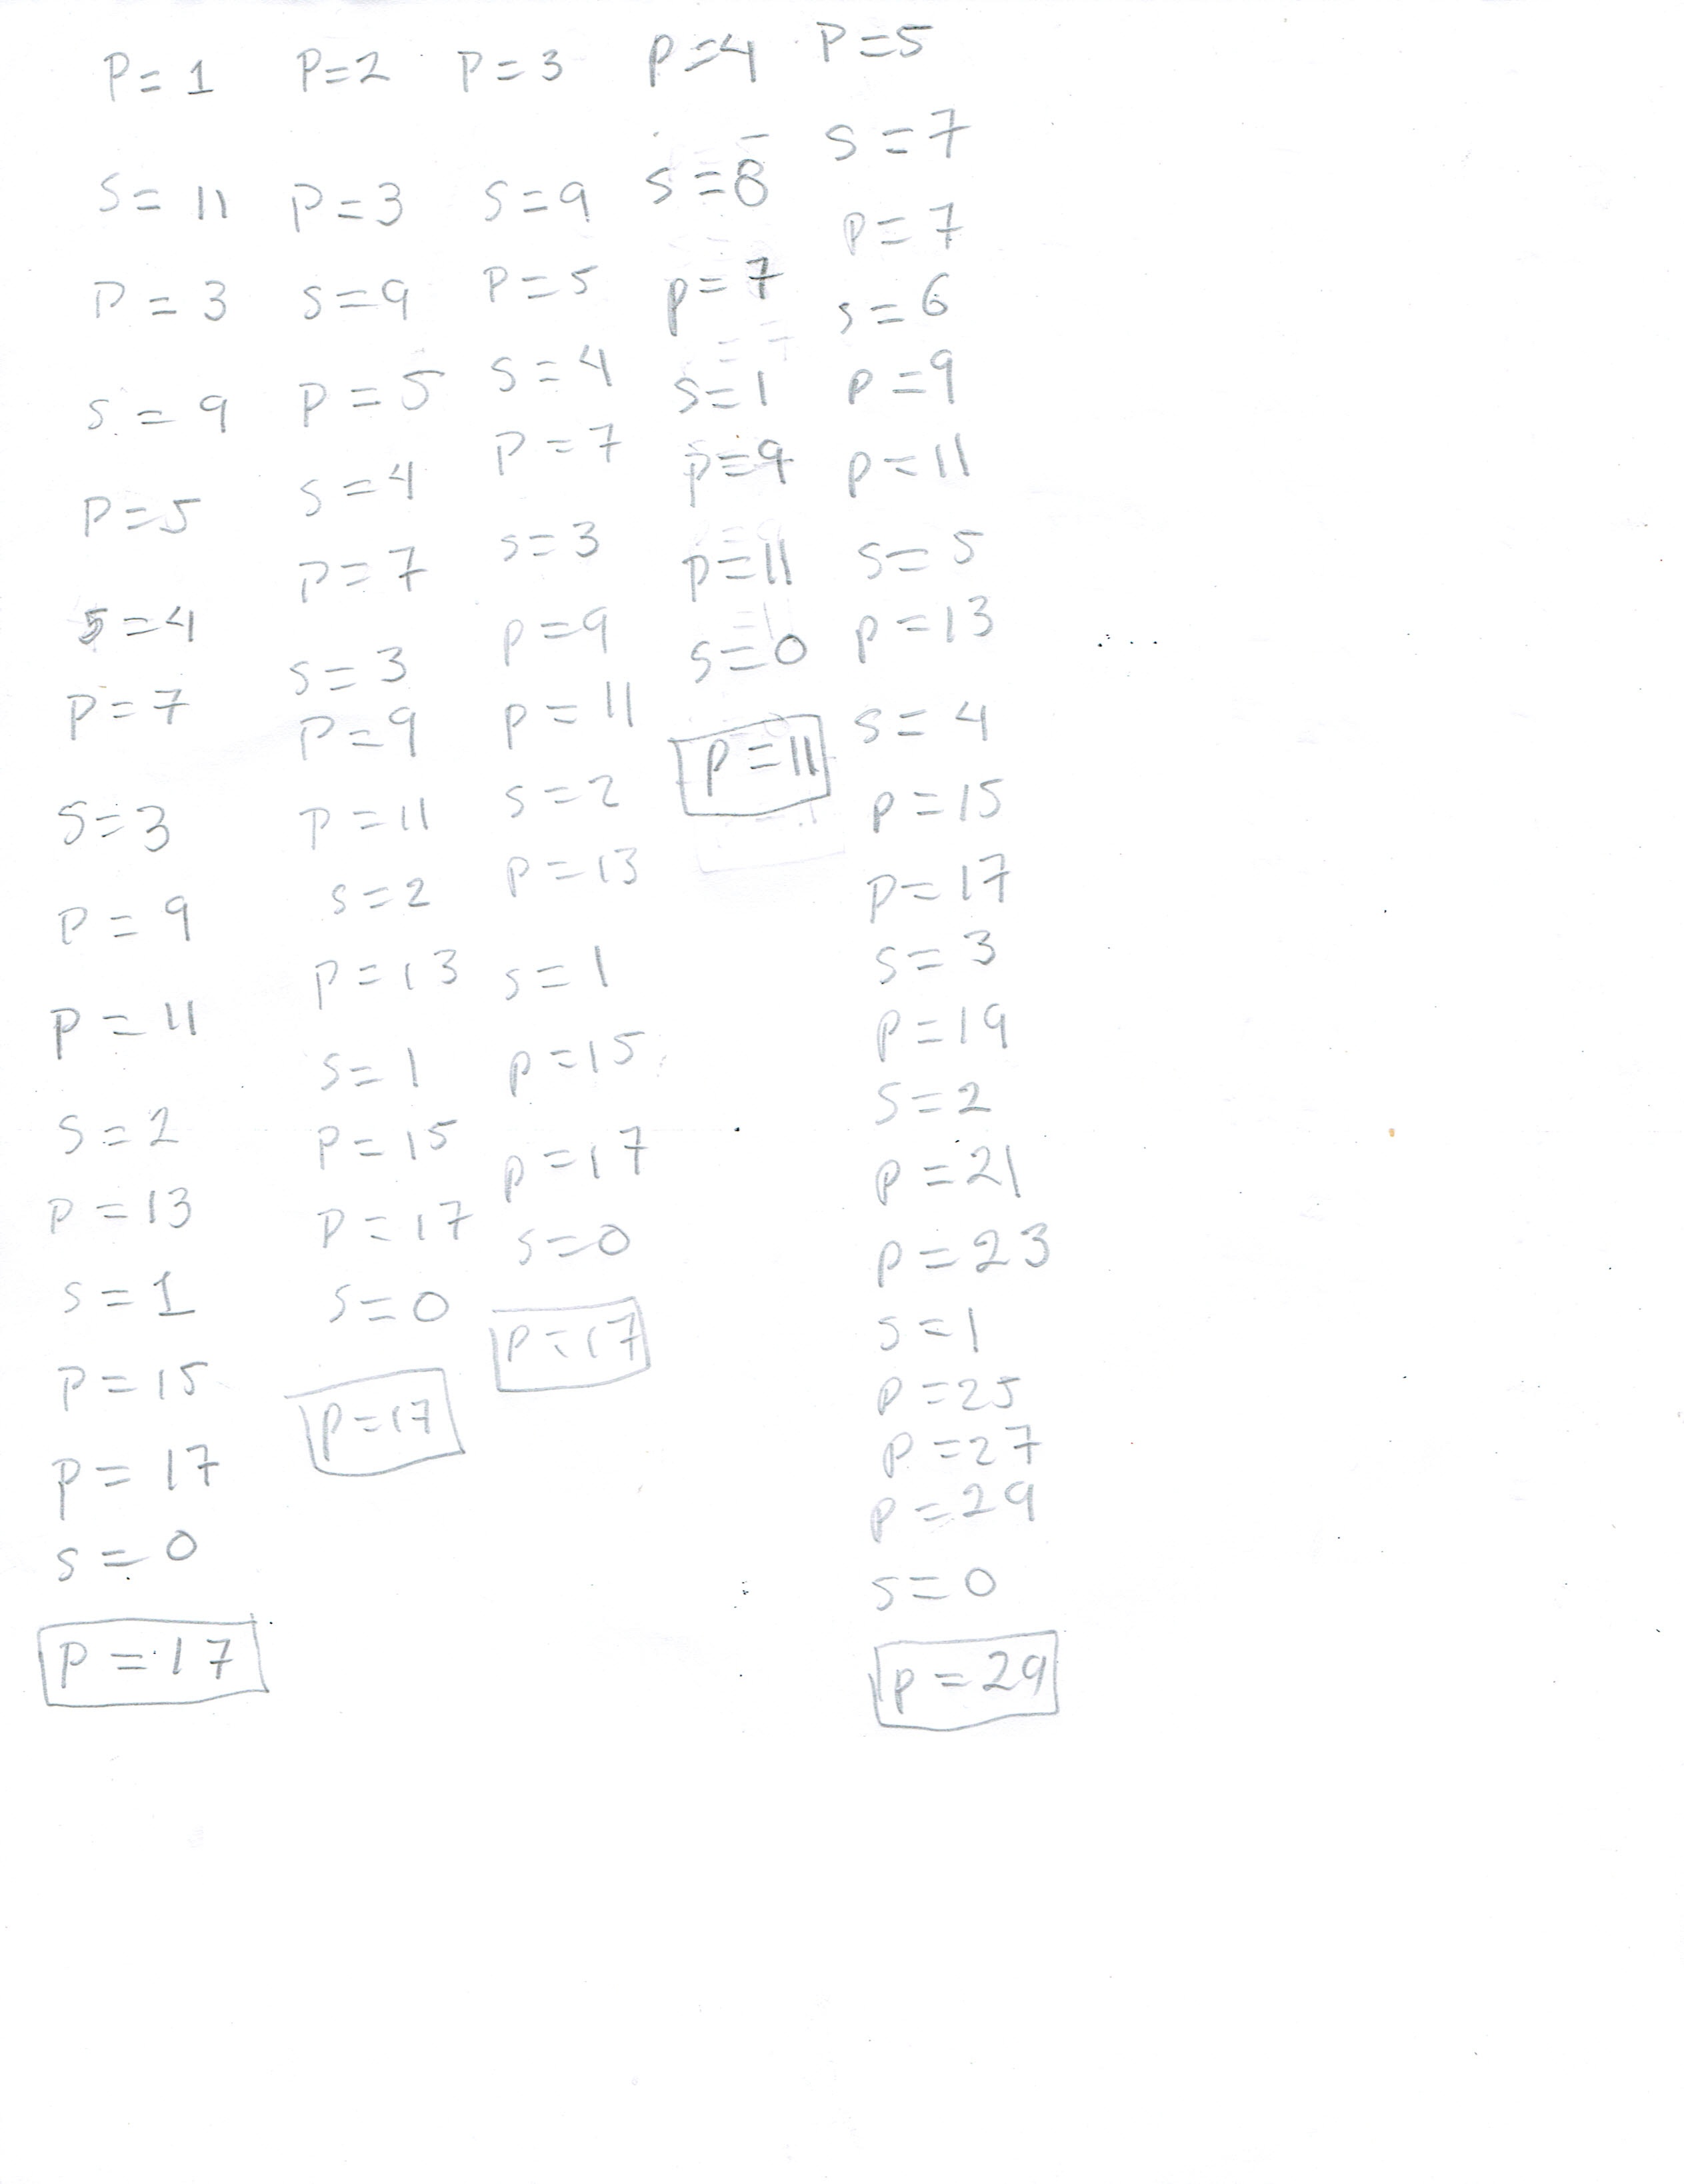 P = 1
S = 11
P = 3
S = 9
P = 5
S = 4
P = 7
S = 3
P = 9
P = 11
S = 2
P = 13
S = 1
P = 15
P = 17
S = 0
P = 17
P = 2
P = 3
S = 9
P = 5
S = 4
P = 7
S = 3
P = 9
P = 11
S = 2
P = 13
S = 1
P = 15
P = 17
S = 0
P = 17
P = 3
S = 9
P = 5
S = 4
P = 7
S = 3
P = 9
P = 11
S = 2
P = 13
S = 1
P = 15
P = 17
S = 0
P = 17
P = 4
S = 8
P = 7
S = 1
P = 9
P = 11
S = 0
P = 11
P = 5
S = 7
P = 7
S = 6
P = 9
P = 11
S = 5
P = 13
S = 4
P = 15
P = 17
S = 3
P = 19
S = 2
P = 21
P = 23
S = 1
P = 25
P = 27
P = 29
S = 0
P = 29